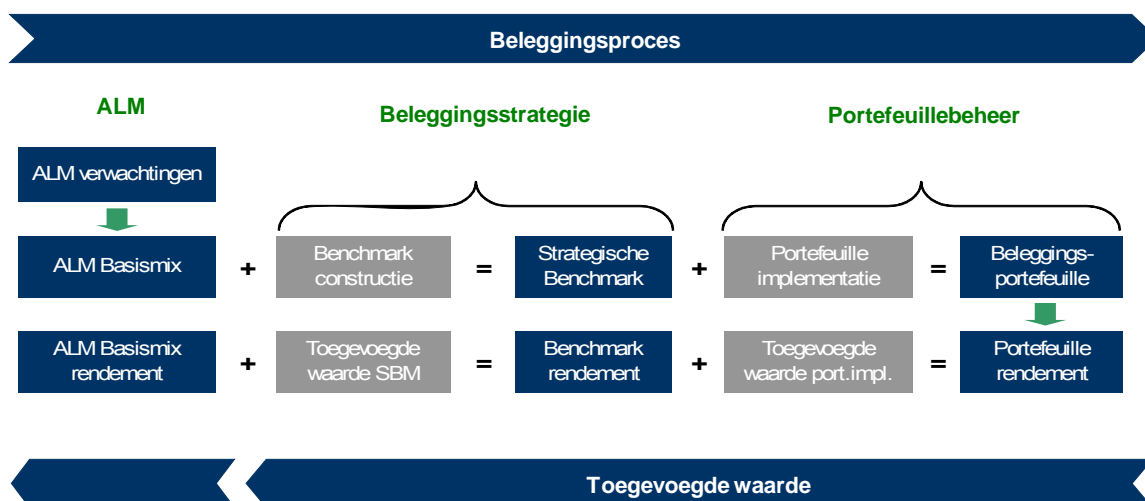 Beleggingsproces
ALM
Beleggingsstrategie
Portefeuillebeheer
ALM verwachtingen
ALM Basismix
+
Benchmark
constructie
=
Strategische
Benchmark
+
Portefeuille
implementatie
=
Beleggings-
portefeuille
ALM Basismix
rendement
+
Toegevoegde
waarde SBM
=
Benchmark
rendement
+
Toegevoegde
waarde port.impl.
=
Portefeuille
rendement
Toegevoegde waarde